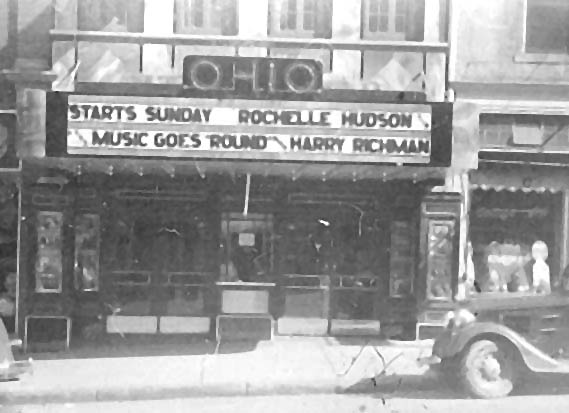 OHIO
STARTS SUNDAY ROCHELLE HUDSON
"MUSIC GOES "ROUND" HARRY RICHMAN